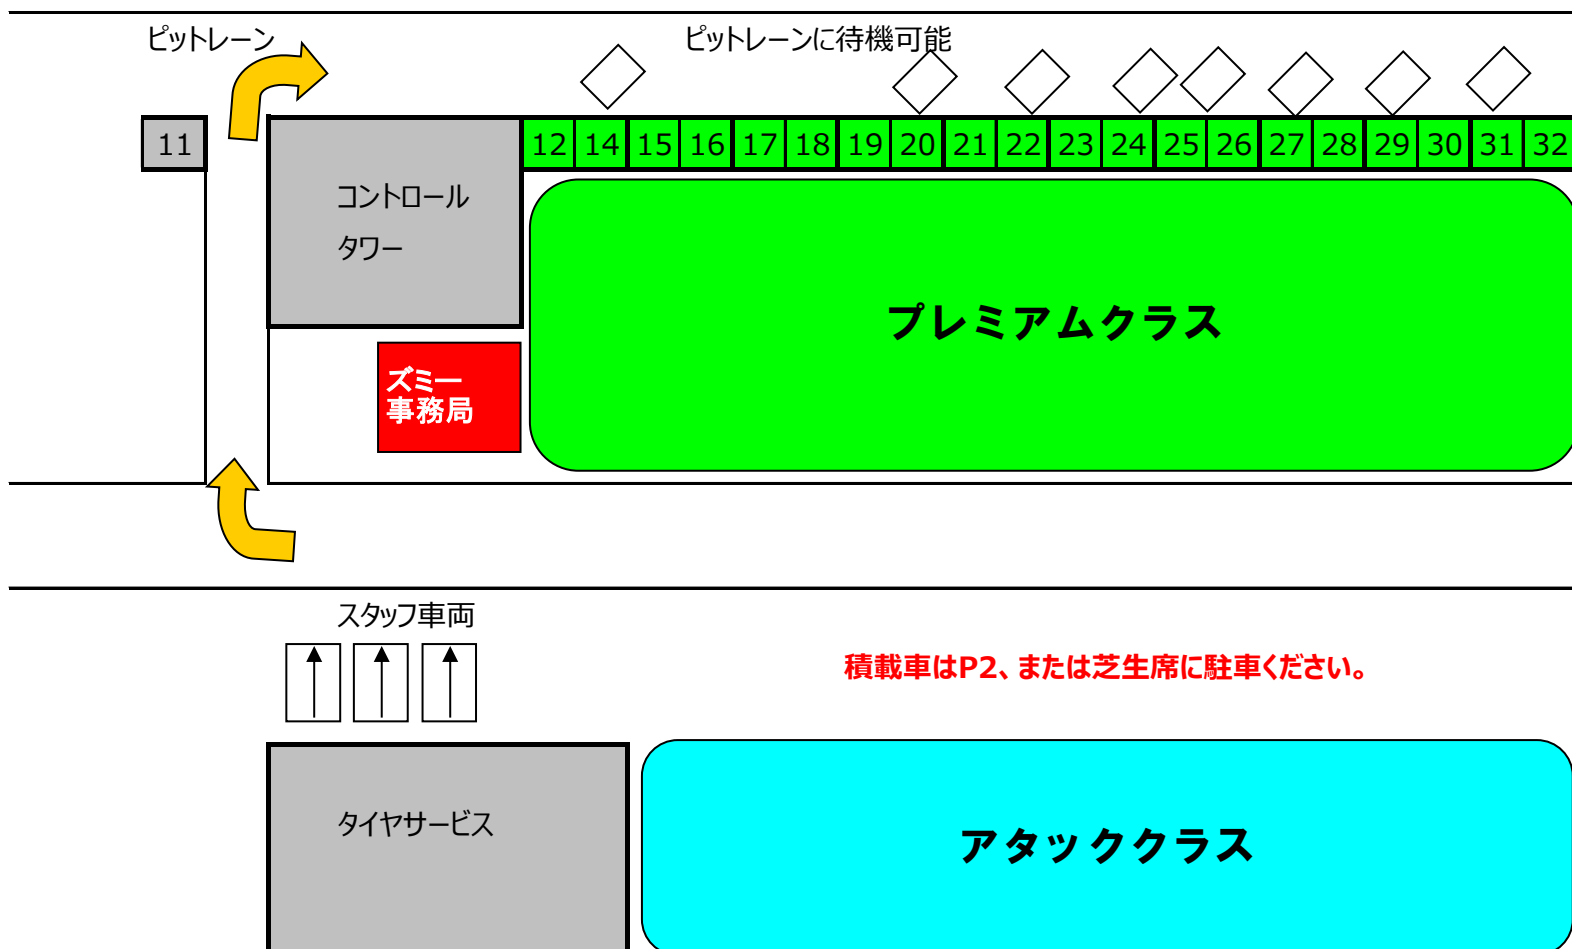 ピットレーン
ピットレーンに待機可能
11
12 14 15 16 17 18 19 20 21 22 23 24 25 26 27 28 29 30 31 32
コントロール
タワー
プレミアムクラス
ズミー
事務局
スタッフ車両
積載車はP2、または芝生席に駐車ください。
タイヤサービス
アタッククラス